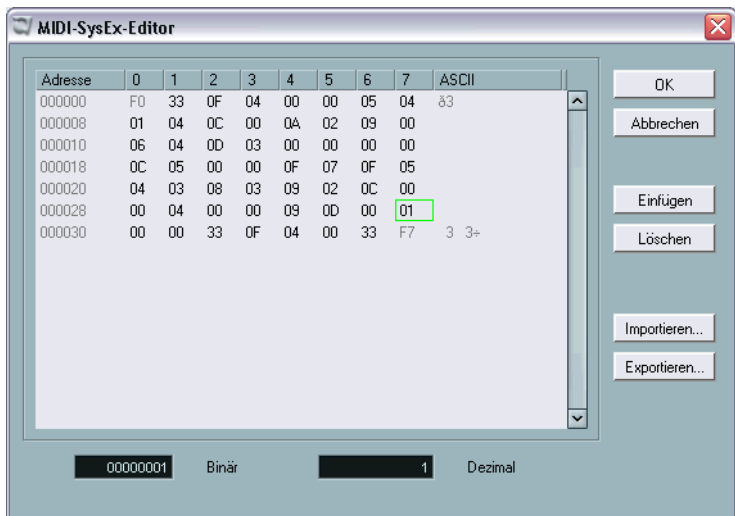 MIDI-SysEx-Editor
Adresse 0 1 2 3 4 5 6 7 ASCII
000000 F0 33 0F 04 00 00 05 04 ð3
000008 01 04 0C 00 0A 02 09 00
000010 06 04 0D 03 00 00 00 00
000018 0C 05 00 00 0F 07 0F 05
000020 04 03 08 03 09 02 0C 00
000028 00 04 00 00 09 0D 00 01
000030 00 00 33 0F 04 00 33 F7 3 3÷
OK
Abbrechen
Einfügen
Löschen
Importieren...
Exportieren...
00000001 Binär 1 Dezimal